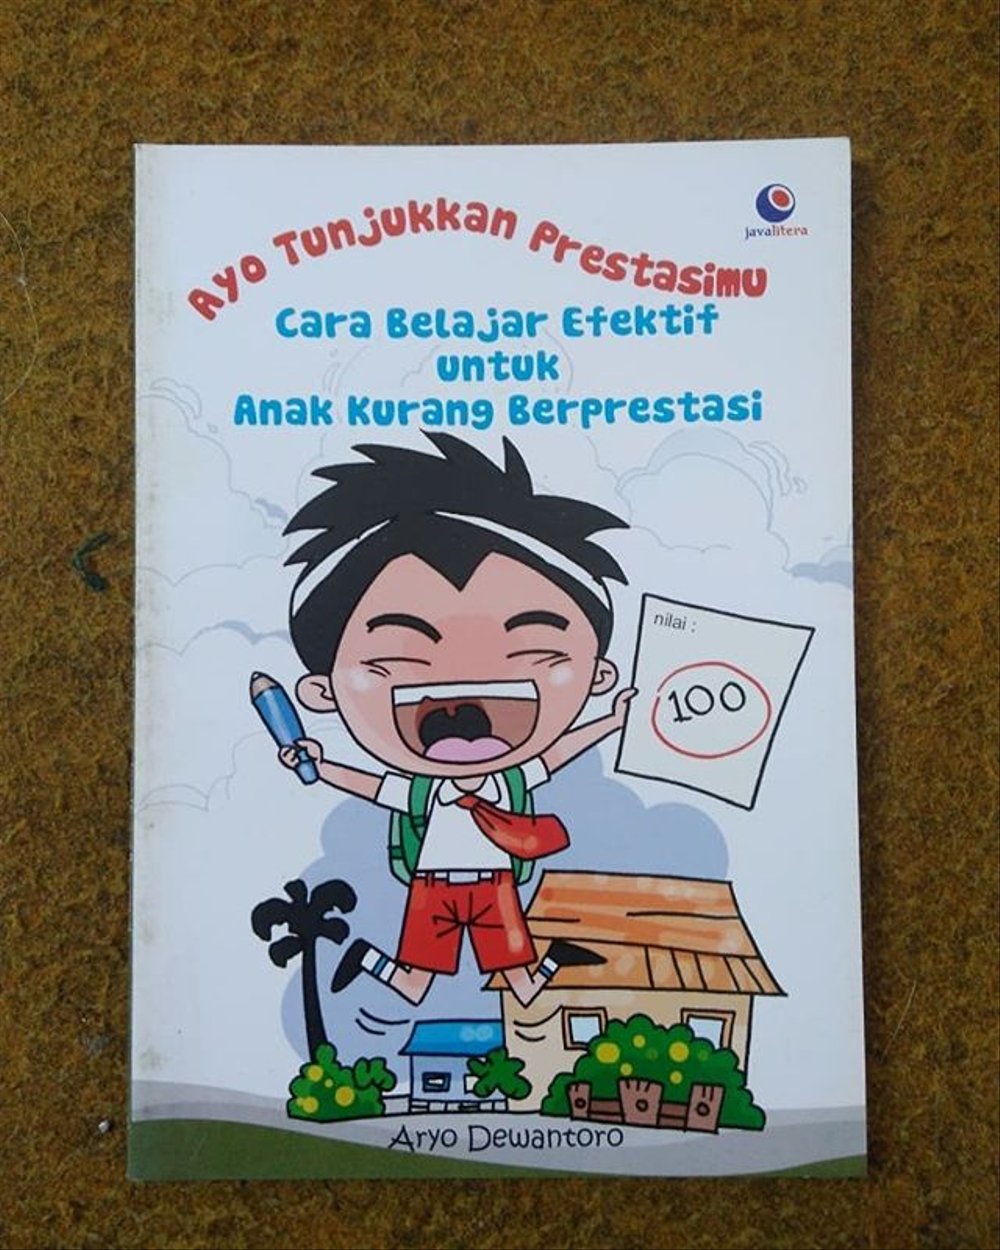 Ayo Tunjukkan Prestasimu
javalitera
Cara Belajar Efektif
untuk
Anak Kurang Berprestasi
nilai :
100
Aryo Dewantoro